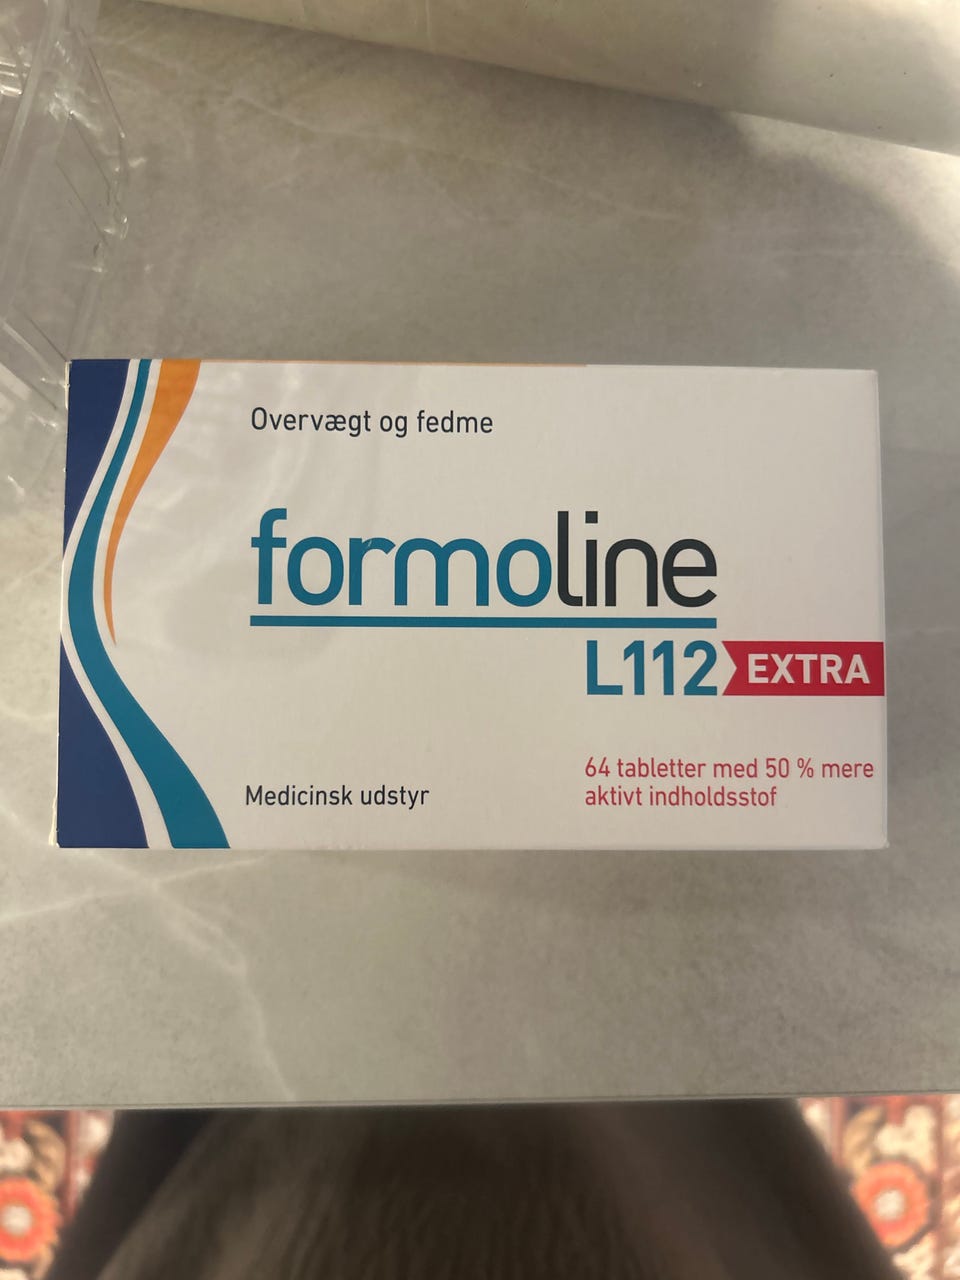 Overvægt og fedme
formoline
L112 EXTRA
64 tabletter med 50 % mere
aktivt indholdsstof
Medicinsk udstyr